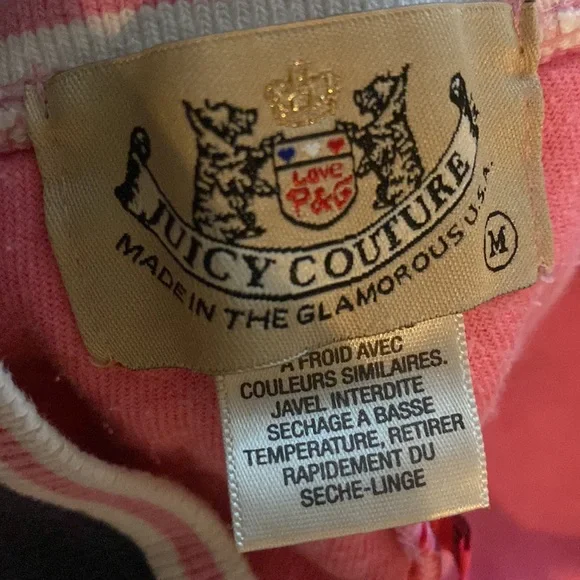 Love
P&G
JUICY COUTURE
MADE IN THE GLAMOROUS U.S.A.
M
A FROID AVEC
COULEURS SIMILAIRES.
JAVEL INTERDITE
SECHAGE A BASSE
TEMPERATURE, RETIRER
RAPIDEMENT DU
SECHE-LINGE